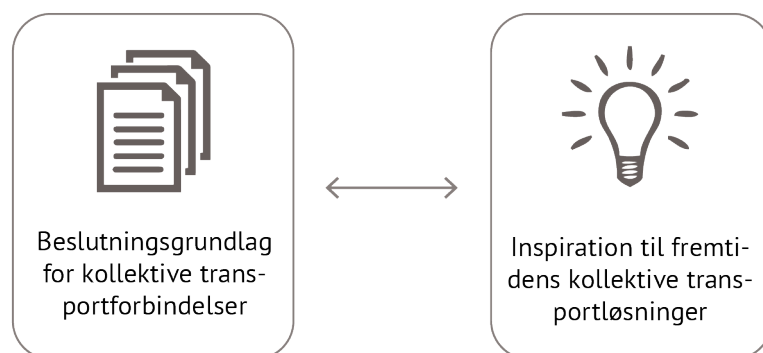 Beslutningsgrundlag
for kollektive trans-
portforbindelser
Inspiration til fremti-
dens kollektive trans-
portløsninger